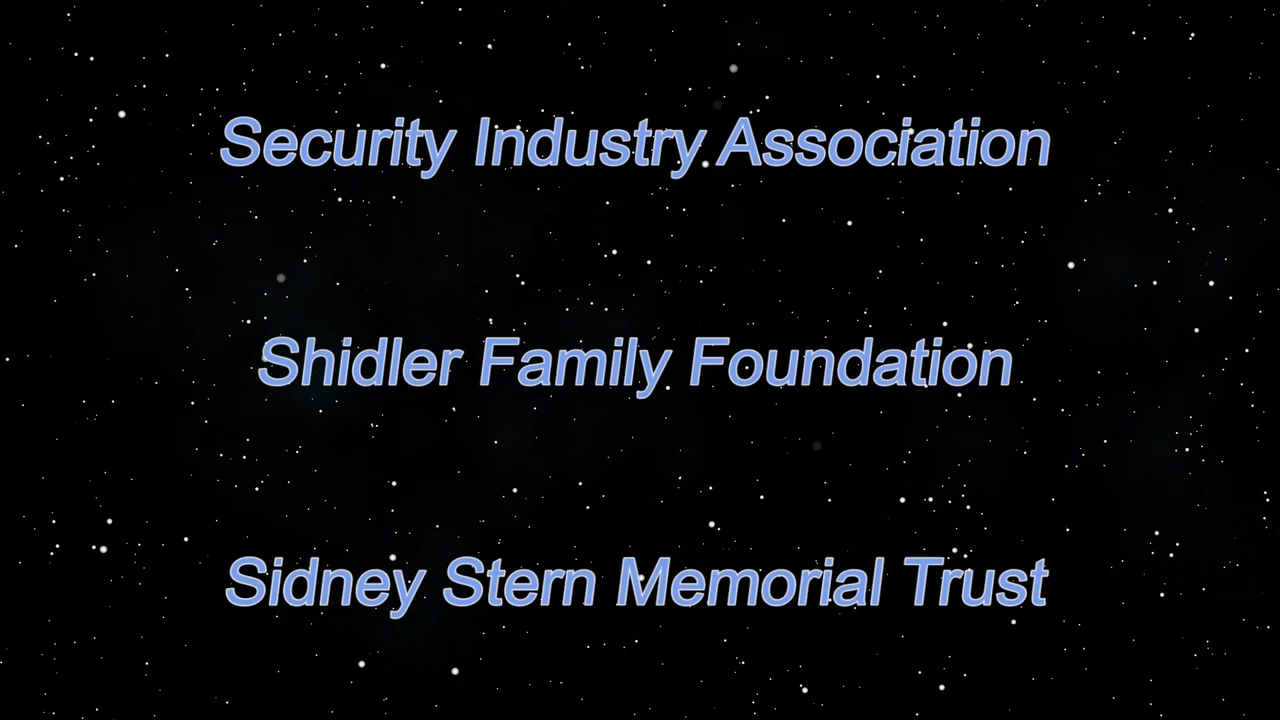 Security Industry Association
Shidler Family Foundation
Sidney Stern Memorial Trust